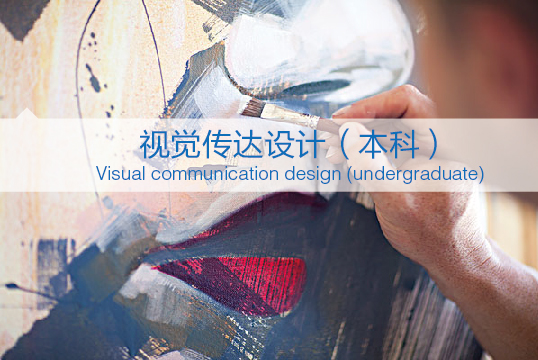 视觉传达设计（本科）
Visual communication design (undergraduate)